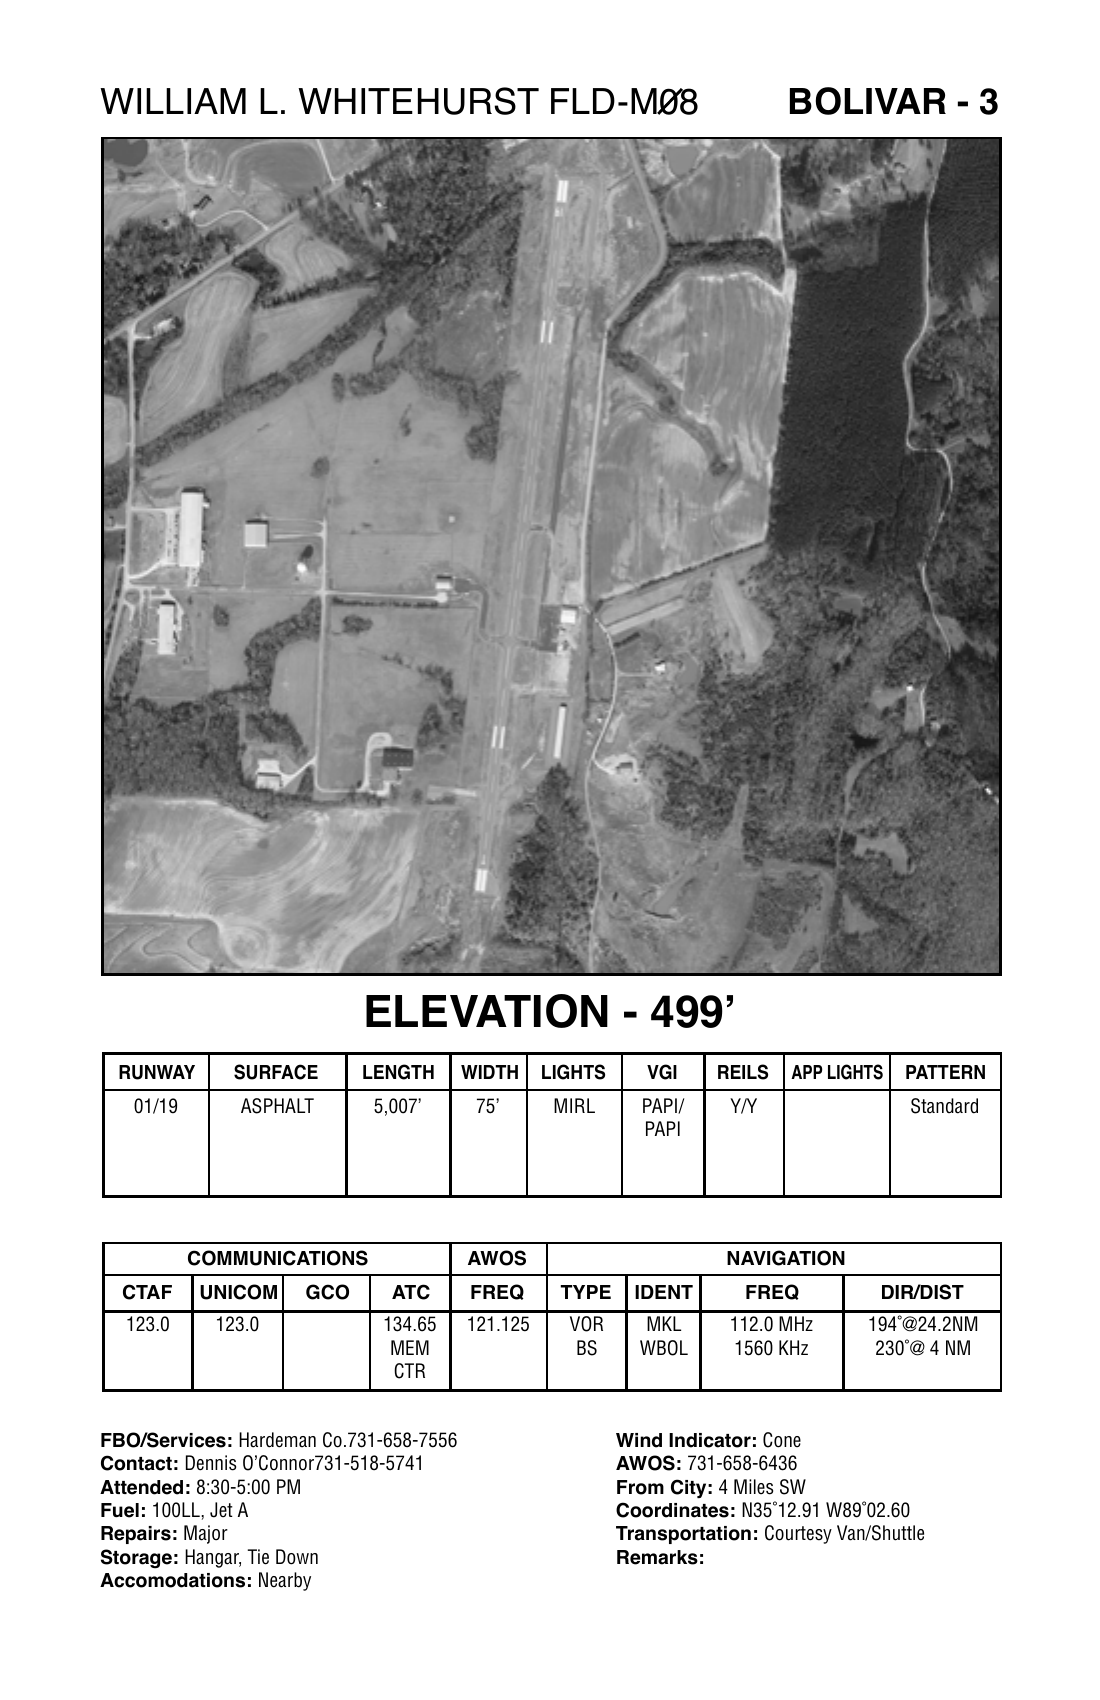 WILLIAM L. WHITEHURST FLD-MØ8 BOLIVAR - 3
ELEVATION - 499’
RUNWAY SURFACE LENGTH WIDTH LIGHTS VGI REILS APP LIGHTS PATTERN
01/19 ASPHALT 5,007’ 75’ MIRL PAPI/ Y/Y Standard
PAPI
COMMUNICATIONS AWOS NAVIGATION
CTAF UNICOM GCO ATC FREQ TYPE IDENT FREQ DIR/DIST
123.0 123.0 134.65 121.125 VOR MKL 112.0 MHz 194˚@24.2NM
MEM BS WBOL 1560 KHz 230˚@ 4 NM
CTR
FBO/Services: Hardeman Co.731-658-7556
Contact: Dennis O’Connor731-518-5741
Attended: 8:30-5:00 PM
Fuel: 100LL, Jet A
Repairs: Major
Storage: Hangar, Tie Down
Accomodations: Nearby
Wind Indicator: Cone
AWOS: 731-658-6436
From City: 4 Miles SW
Coordinates: N35˚12.91 W89˚02.60
Transportation: Courtesy Van/Shuttle
Remarks: